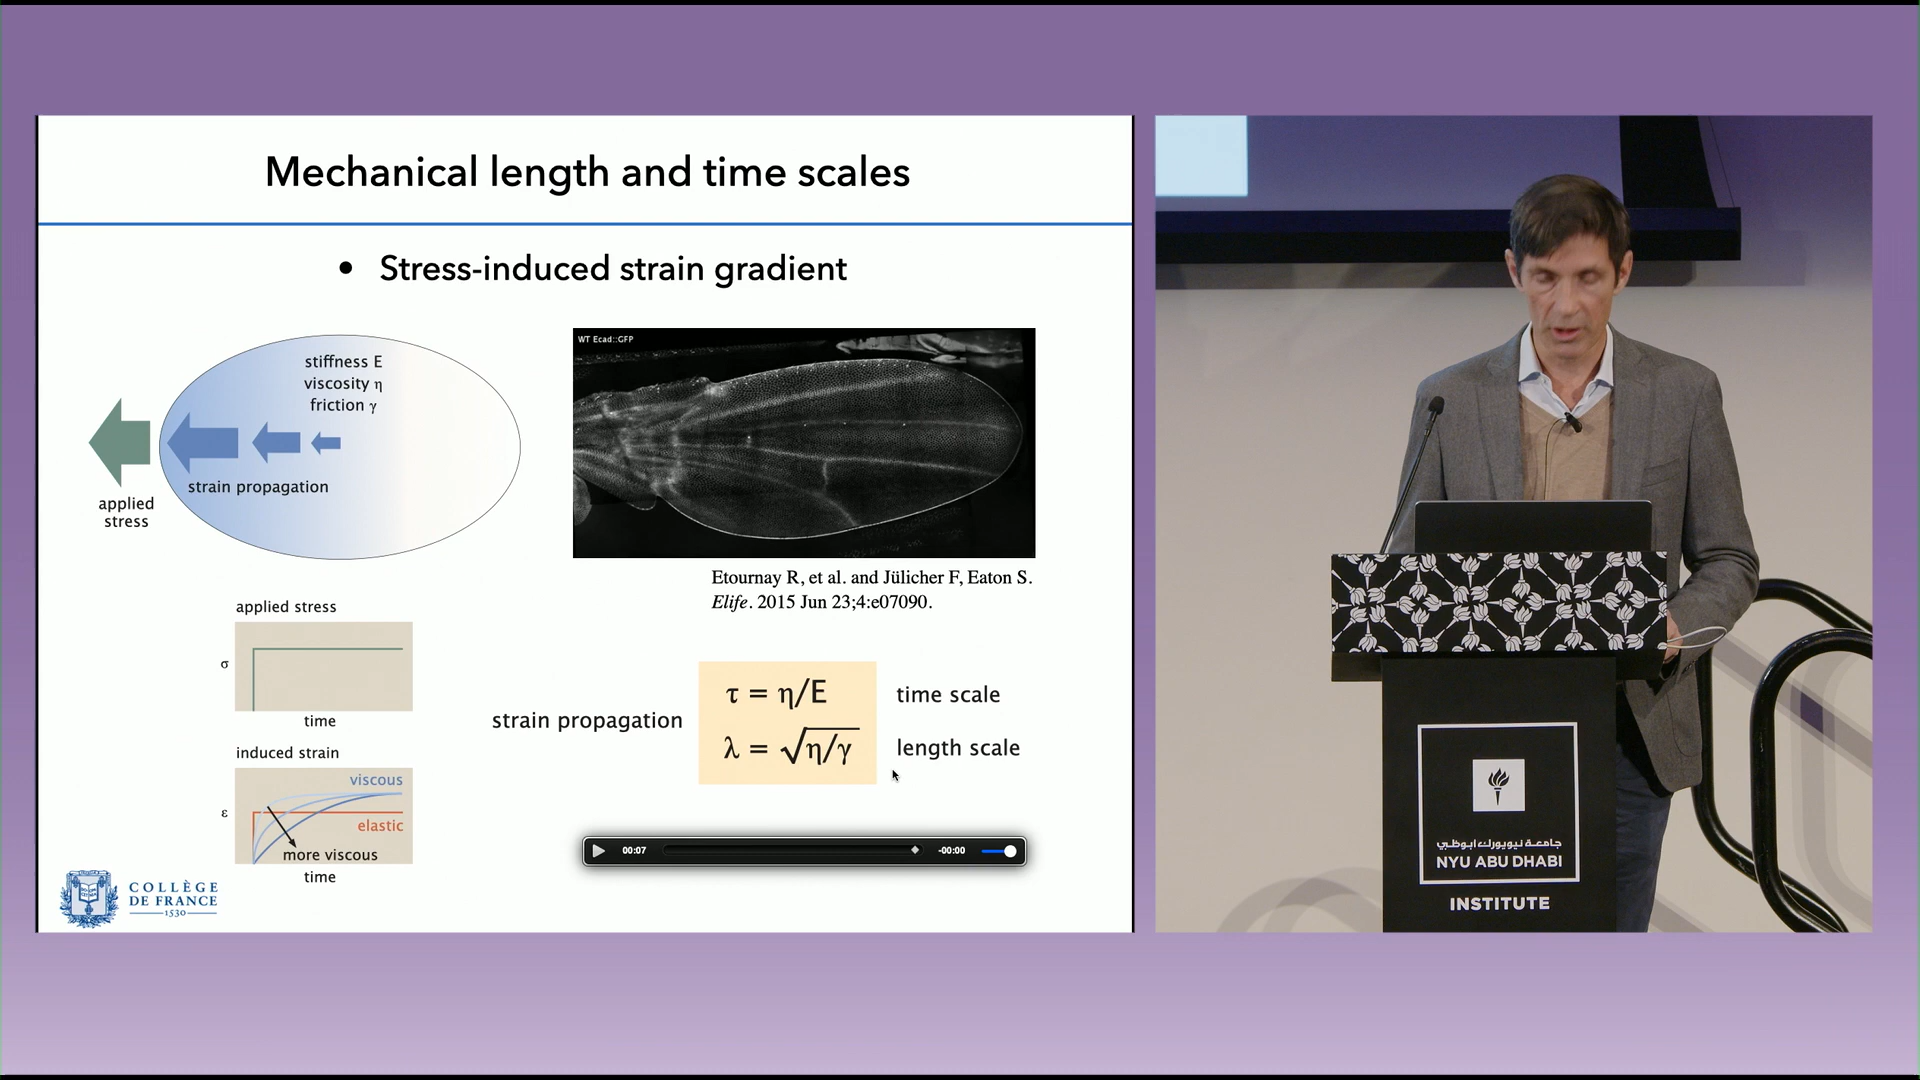 Mechanical length and time scales
• Stress-induced strain gradient
stiffness E
viscosity η
friction γ
strain propagation
applied
stress
WT Ecad::GFP
Etournay R, et al. and Jülicher F, Eaton S.
Elife. 2015 Jun 23;4:e07090.
applied stress
σ
time
induced strain
viscous
ε
elastic
more viscous
time
strain propagation
τ = η/E
time scale
λ = √η/γ
length scale
00:07
-00:00
COLLÈGE
DE FRANCE
1530
جامعة نيويورك أبوظبي
NYU ABU DHABI
INSTITUTE